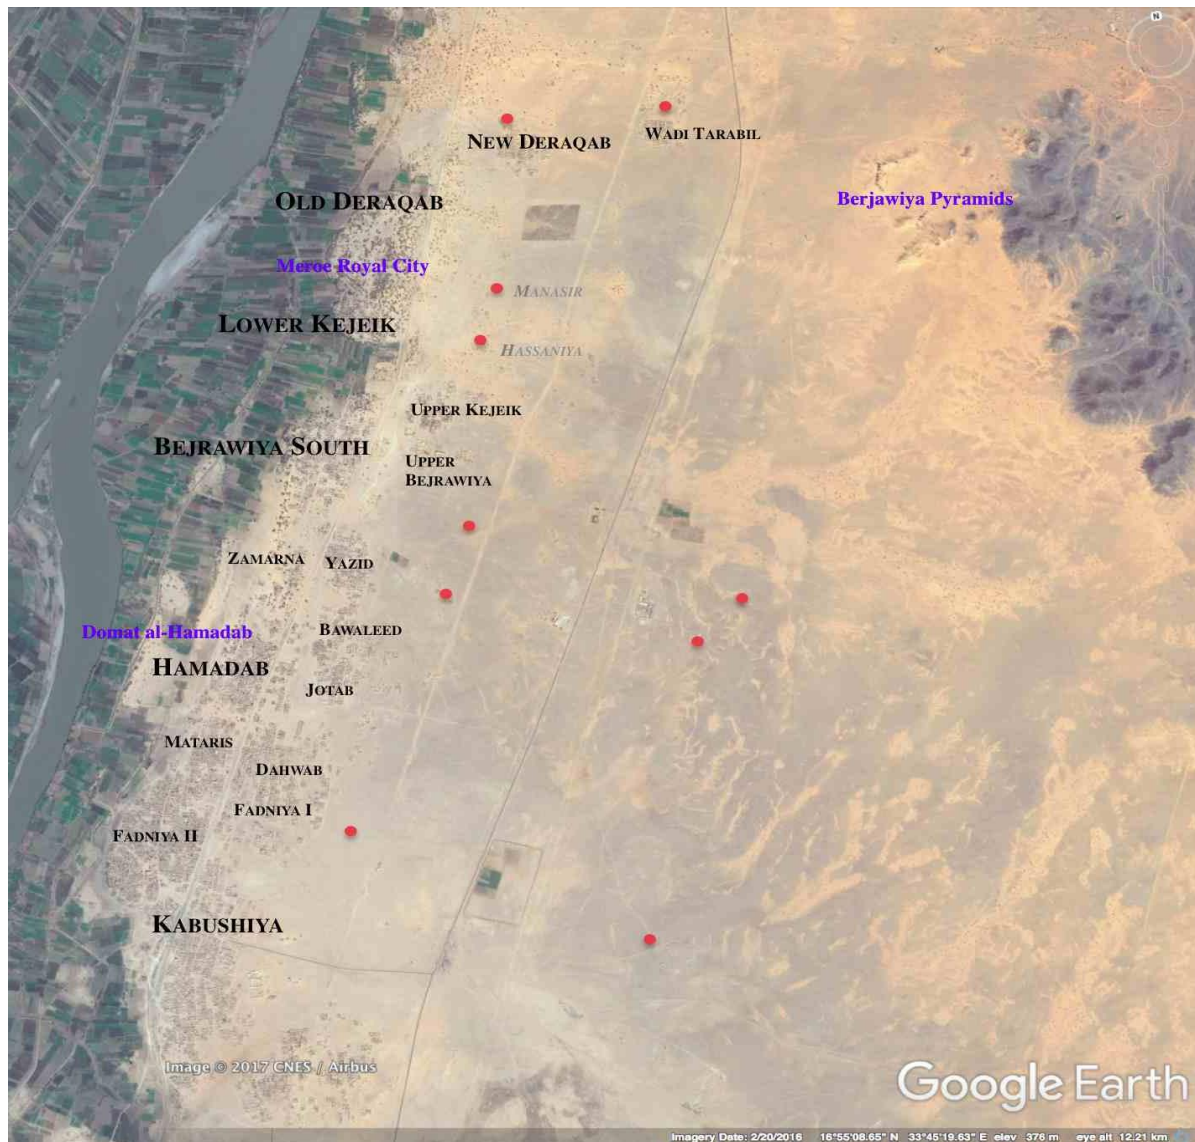 N
NEW DERAQAB
WADI TARABIL
OLD DERAQAB
Berjawiya Pyramids
Meroe Royal City
MANASIR
LOWER KEJEIK
HASSANIYA
UPPER KEJEIK
BEJRAWIYA SOUTH
UPPER
BEJRAWIYA
ZAMARNA
YAZID
Domat al-Hamadab
BAWALEED
HAMADAB
JOTAB
MATARIS
DAHWAB
FADNIYA I
FADNIYA II
KABUSHIYA
Image © 2017 CNES / Airbus
Google Earth
Imagery Date: 2/20/2016 16°55'08.65" N 33°45'19.63" E elev 376 m eye alt 12.21 km